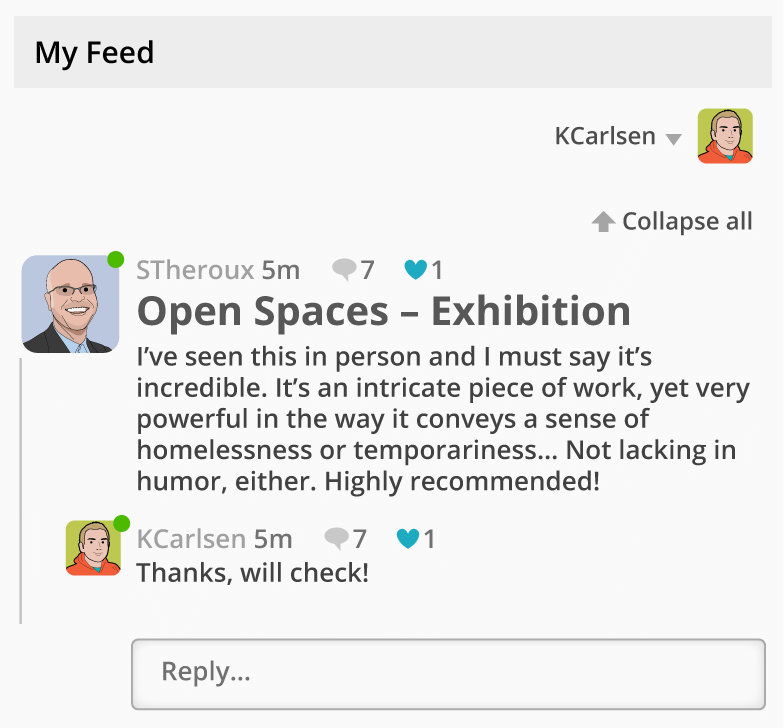 My Feed
KCarlsen
Collapse all
STheroux 5m 7 1
Open Spaces – Exhibition
I’ve seen this in person and I must say it’s
incredible. It’s an intricate piece of work, yet very
powerful in the way it conveys a sense of
homelessness or temporariness... Not lacking in
humor, either. Highly recommended!
KCarlsen 5m 7 1
Thanks, will check!
Reply...